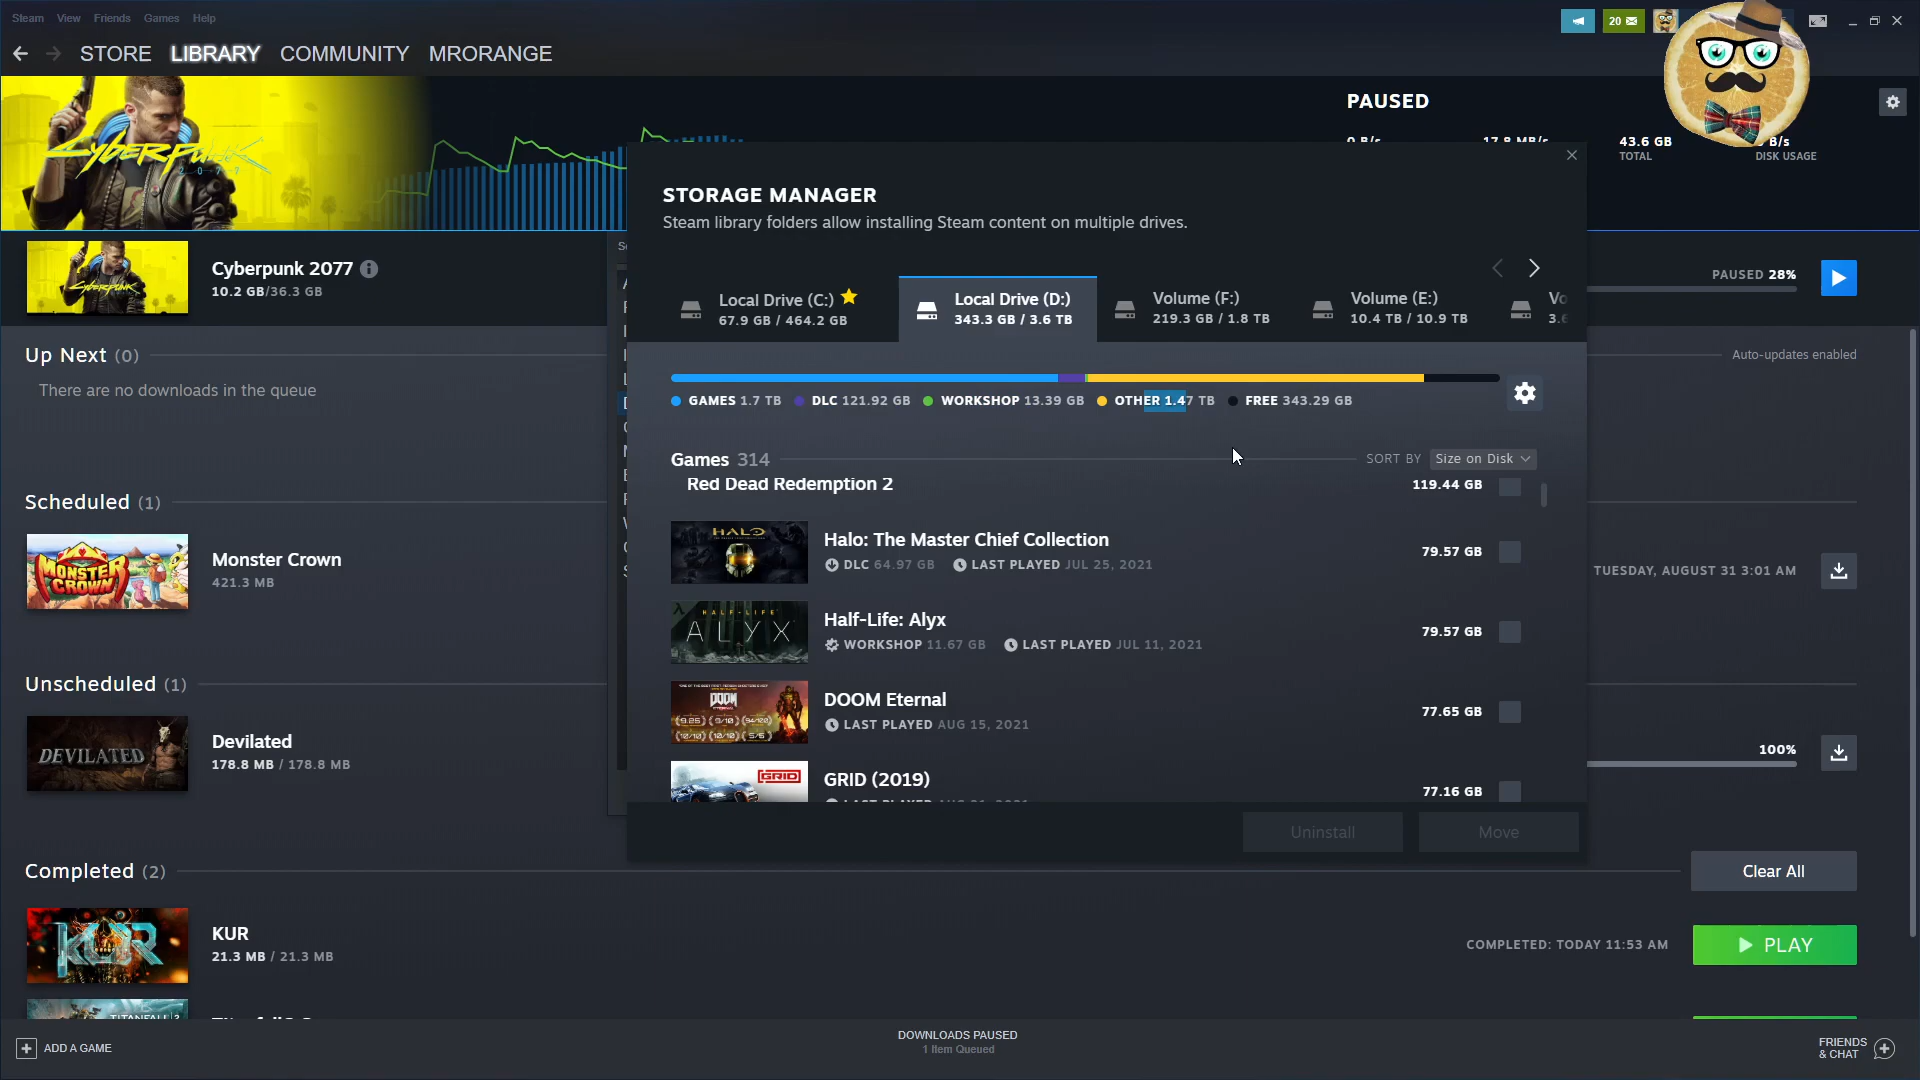 Steam View Friends Games Help
20
STORE LIBRARY COMMUNITY MRORANGE
PAUSED
43.6 GB
TOTAL
DISK USAGE
Cyberpunk 2077
10.2 GB/36.3 GB
PAUSED 28%
Up Next (0)
Auto-updates enabled
There are no downloads in the queue
Scheduled (1)
Monster Crown
421.3 MB
TUESDAY, AUGUST 31 3:01 AM
Unscheduled (1)
DEVILATED
Devilated
178.8 MB / 178.8 MB
100%
Completed (2)
Clear All
KUR
KUR
21.3 MB / 21.3 MB
COMPLETED: TODAY 11:53 AM
PLAY
STORAGE MANAGER
Steam library folders allow installing Steam content on multiple drives.
Local Drive (C:)
67.9 GB / 464.2 GB
Local Drive (D:)
343.3 GB / 3.6 TB
Volume (F:)
219.3 GB / 1.8 TB
Volume (E:)
10.4 TB / 10.9 TB
GAMES 1.7 TB DLC 121.92 GB WORKSHOP 13.39 GB OTHER 1.47 TB FREE 343.29 GB
Games 314
SORT BY Size on Disk
Red Dead Redemption 2
119.44 GB
HALO
Halo: The Master Chief Collection
DLC 64.97 GB LAST PLAYED JUL 25, 2021
79.57 GB
HALF-LIFE
ALYX
Half-Life: Alyx
WORKSHOP 11.67 GB LAST PLAYED JUL 11, 2021
79.57 GB
DOOM
DOOM Eternal
LAST PLAYED AUG 15, 2021
77.65 GB
GRID
GRID (2019)
77.16 GB
Uninstall
Move
ADD A GAME
DOWNLOADS PAUSED
1 Item Queued
FRIENDS
& CHAT